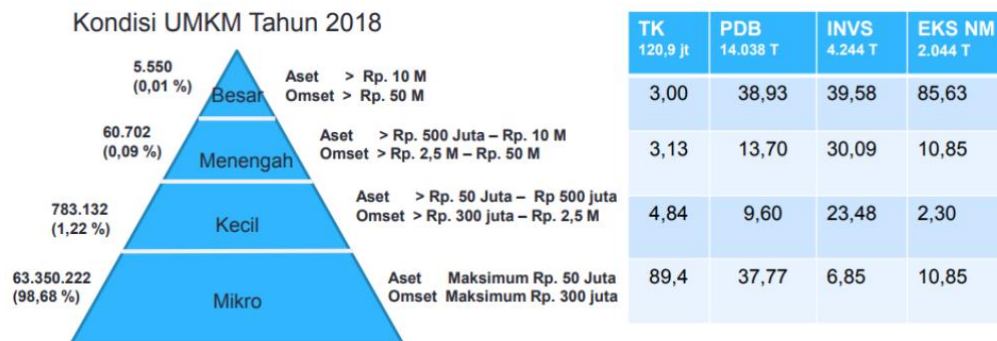 Kondisi UMKM Tahun 2018
5.550
(0,01 %)
Besar
Aset > Rp. 10 M
Omset > Rp. 50 M
60.702
(0,09 %)
Menengah
Aset > Rp. 500 Juta – Rp. 10 M
Omset > Rp. 2,5 M – Rp. 50 M
783.132
(1,22 %)
Kecil
Aset > Rp. 50 Juta – Rp 500 juta
Omset > Rp. 300 juta – Rp. 2,5 M
63.350.222
(98,68 %)
Mikro
Aset Maksimum Rp. 50 Juta
Omset Maksimum Rp. 300 juta
TK PDB INVS EKS NM
120,9 jt 14.038 T 4.244 T 2.044 T
3,00 38,93 39,58 85,63
3,13 13,70 30,09 10,85
4,84 9,60 23,48 2,30
89,4 37,77 6,85 10,85